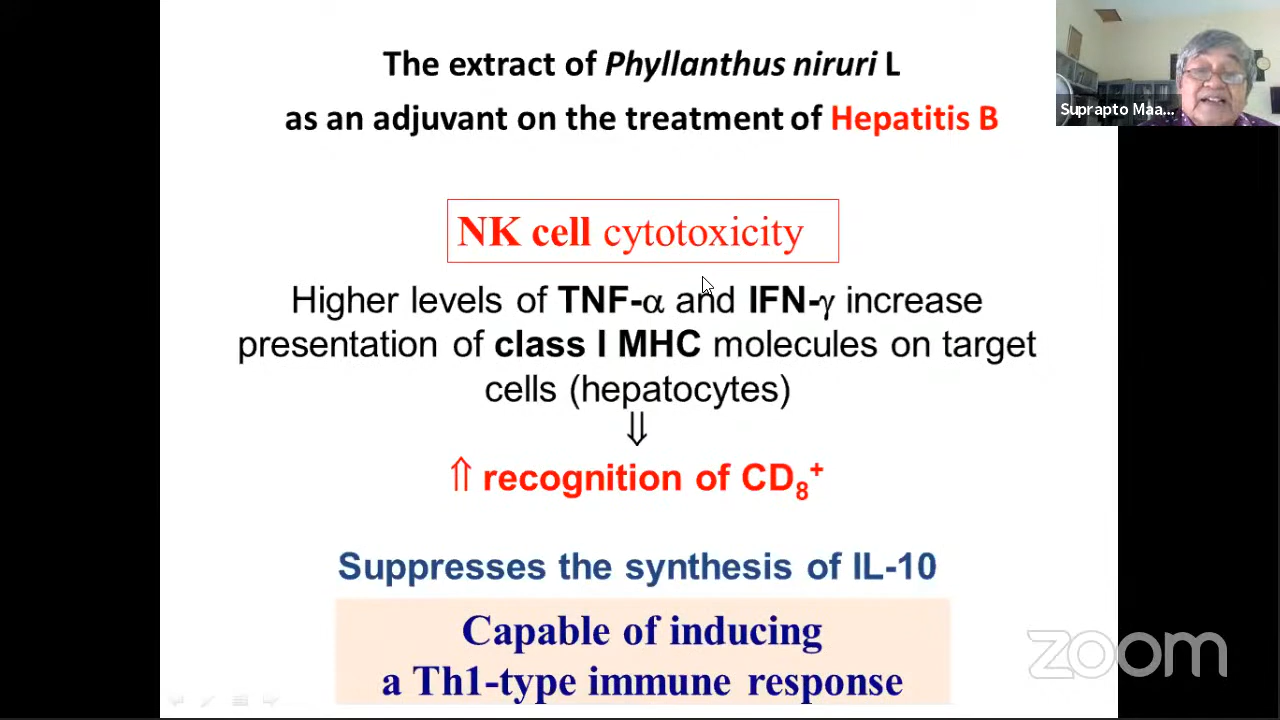 The extract of Phyllanthus niruri L
as an adjuvant on the treatment of Hepatitis B
Suprapto Maa...
NK cell cytotoxicity
Higher levels of TNF-α and IFN-γ increase
presentation of class I MHC molecules on target
cells (hepatocytes)
⇓
⇑ recognition of CD₈⁺
Suppresses the synthesis of IL-10
Capable of inducing
a Th1-type immune response
zoom